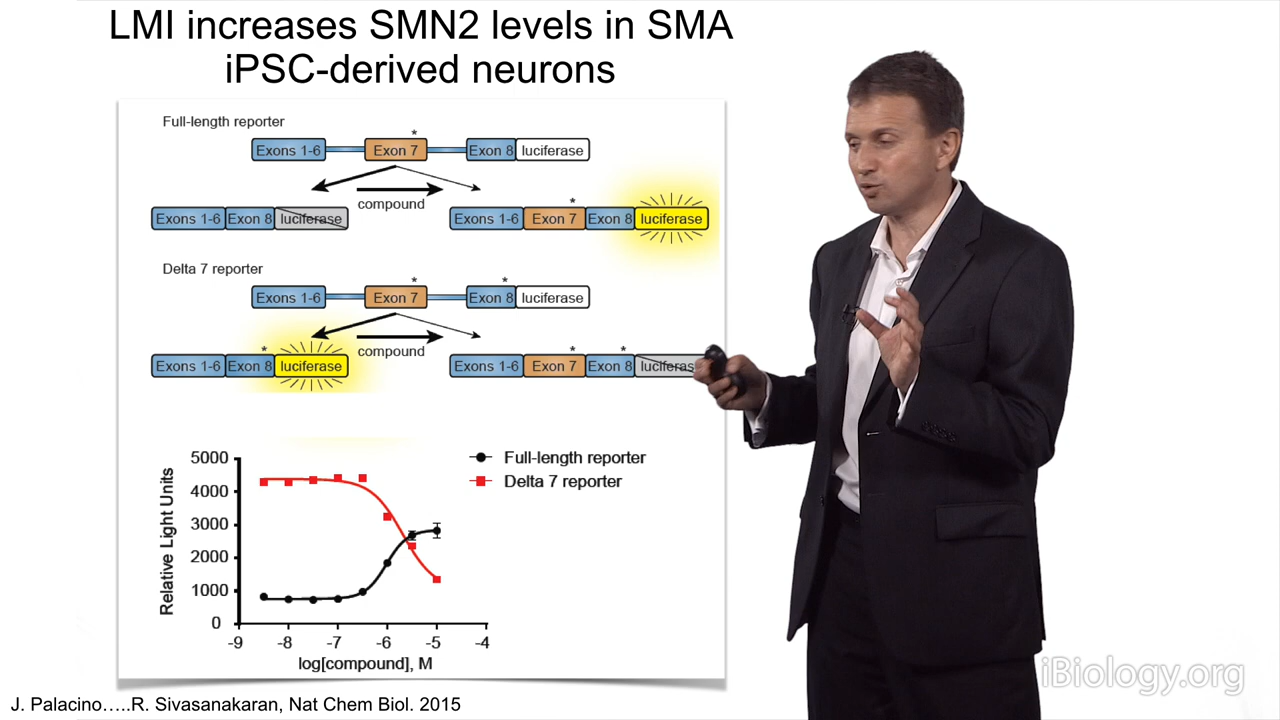 LMI increases SMN2 levels in SMA
iPSC-derived neurons
Full-length reporter
*
Exons 1-6 Exon 7 Exon 8 luciferase
compound
*
Exons 1-6 Exon 8 luciferase Exons 1-6 Exon 7 Exon 8 luciferase
Delta 7 reporter
* *
Exons 1-6 Exon 7 Exon 8 luciferase
compound
* * *
Exons 1-6 Exon 8 luciferase Exons 1-6 Exon 7 Exon 8 luciferas
Relative Light Units
5000
4000
3000
2000
1000
0
-9 -8 -7 -6 -5 -4
log[compound], M
Full-length reporter
Delta 7 reporter
iBiology.org
J. Palacino.....R. Sivasanakaran, Nat Chem Biol. 2015